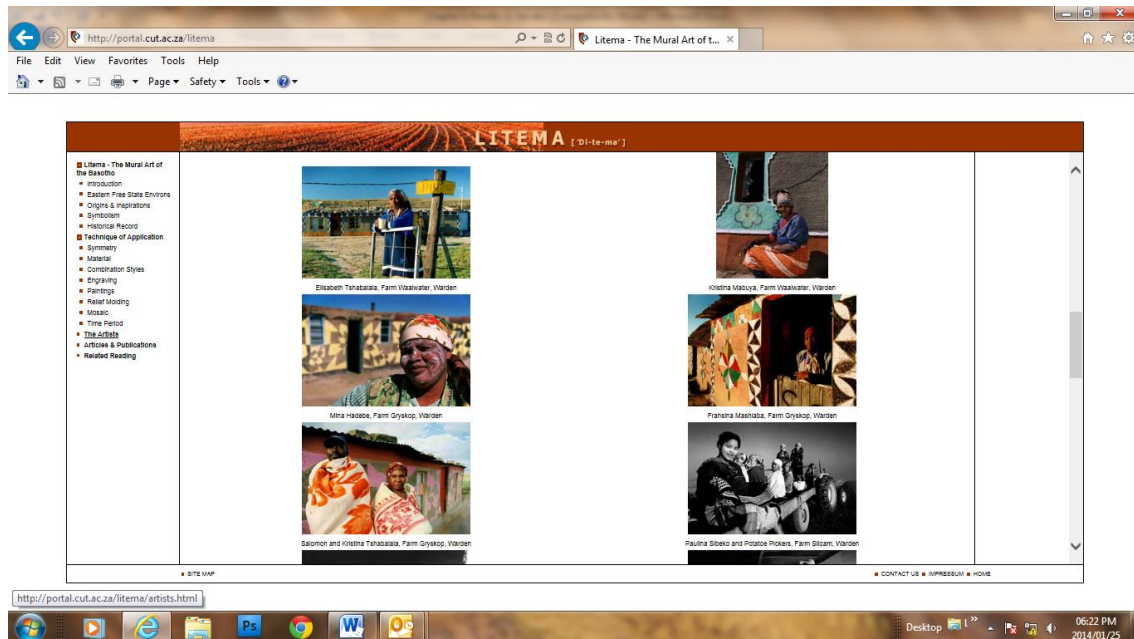 http://portal.cut.ac.za/litema
Litema - The Mural Art of t...
File Edit View Favorites Tools Help
Page Safety Tools
LITEMA ['Di-te-ma']
Litema - The Mural Art of
the Basotho
Introduction
Eastern Free State Environs
Origins & Inspirations
Symbolism
Historical Record
Technique of Application
Symmetry
Material
Combination Styles
Engraving
Paintings
Relief Molding
Mosaic
Time Period
The Artists
Articles & Publications
Related Reading
Elisabeth Tshabalala, Farm Waalwater, Warden
Kristina Mabuya, Farm Waalwater, Warden
Mina Hadebe, Farm Gryskop, Warden
Fransina Mashiaba, Farm Gryskop, Warden
Salomon and Kristina Tshabalala, Farm Gryskop, Warden
Paulina Sibeko and Potatoe Pickers, Farm Siloam, Warden
SITE MAP
CONTACT US IMPRESSUM HOME
http://portal.cut.ac.za/litema/artists.html
Ps
Desktop
06:22 PM
2014/01/25